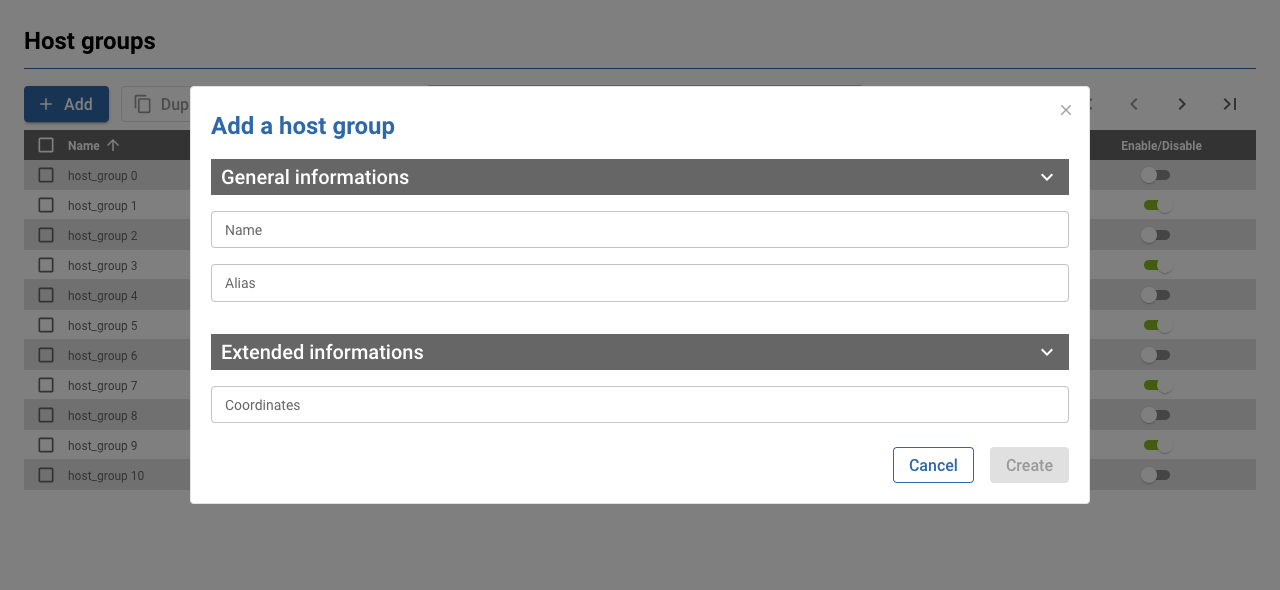 Host groups
Add
Dup
Add a host group
General informations
Name
Alias
Extended informations
Coordinates
Cancel
Create
Name
Enable/Disable
host_group 0
host_group 1
host_group 2
host_group 3
host_group 4
host_group 5
host_group 6
host_group 7
host_group 8
host_group 9
host_group 10